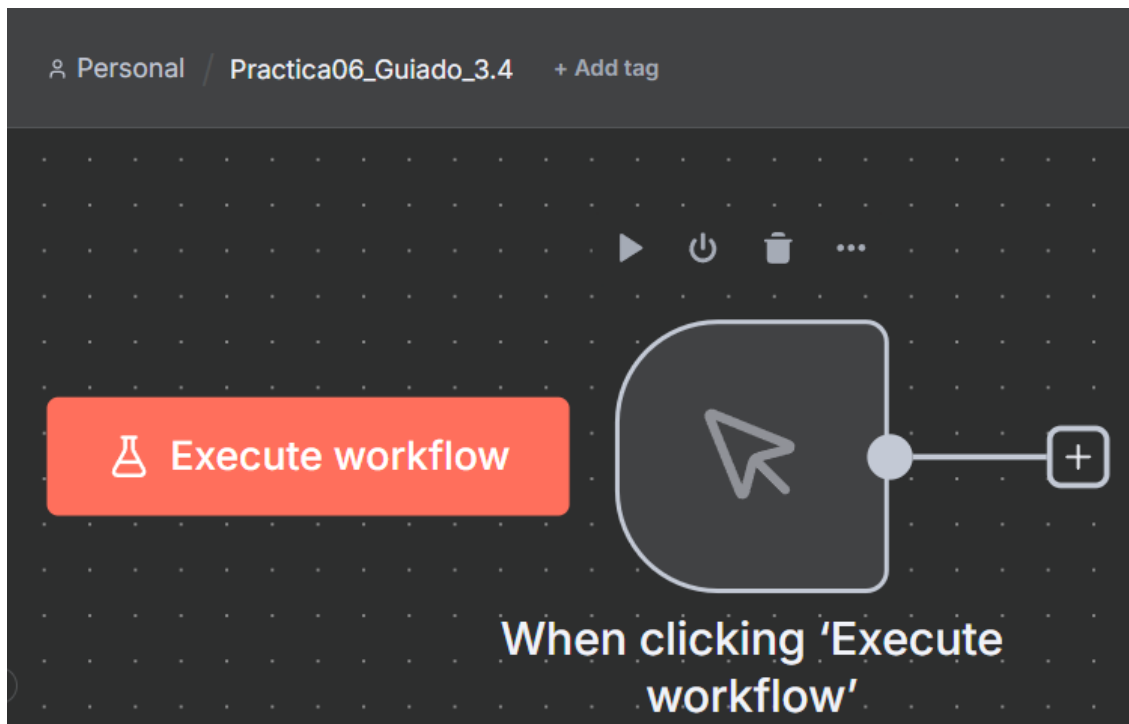 Personal / Practica06_Guiado_3.4 + Add tag
Execute workflow
When clicking ‘Execute
workflow’